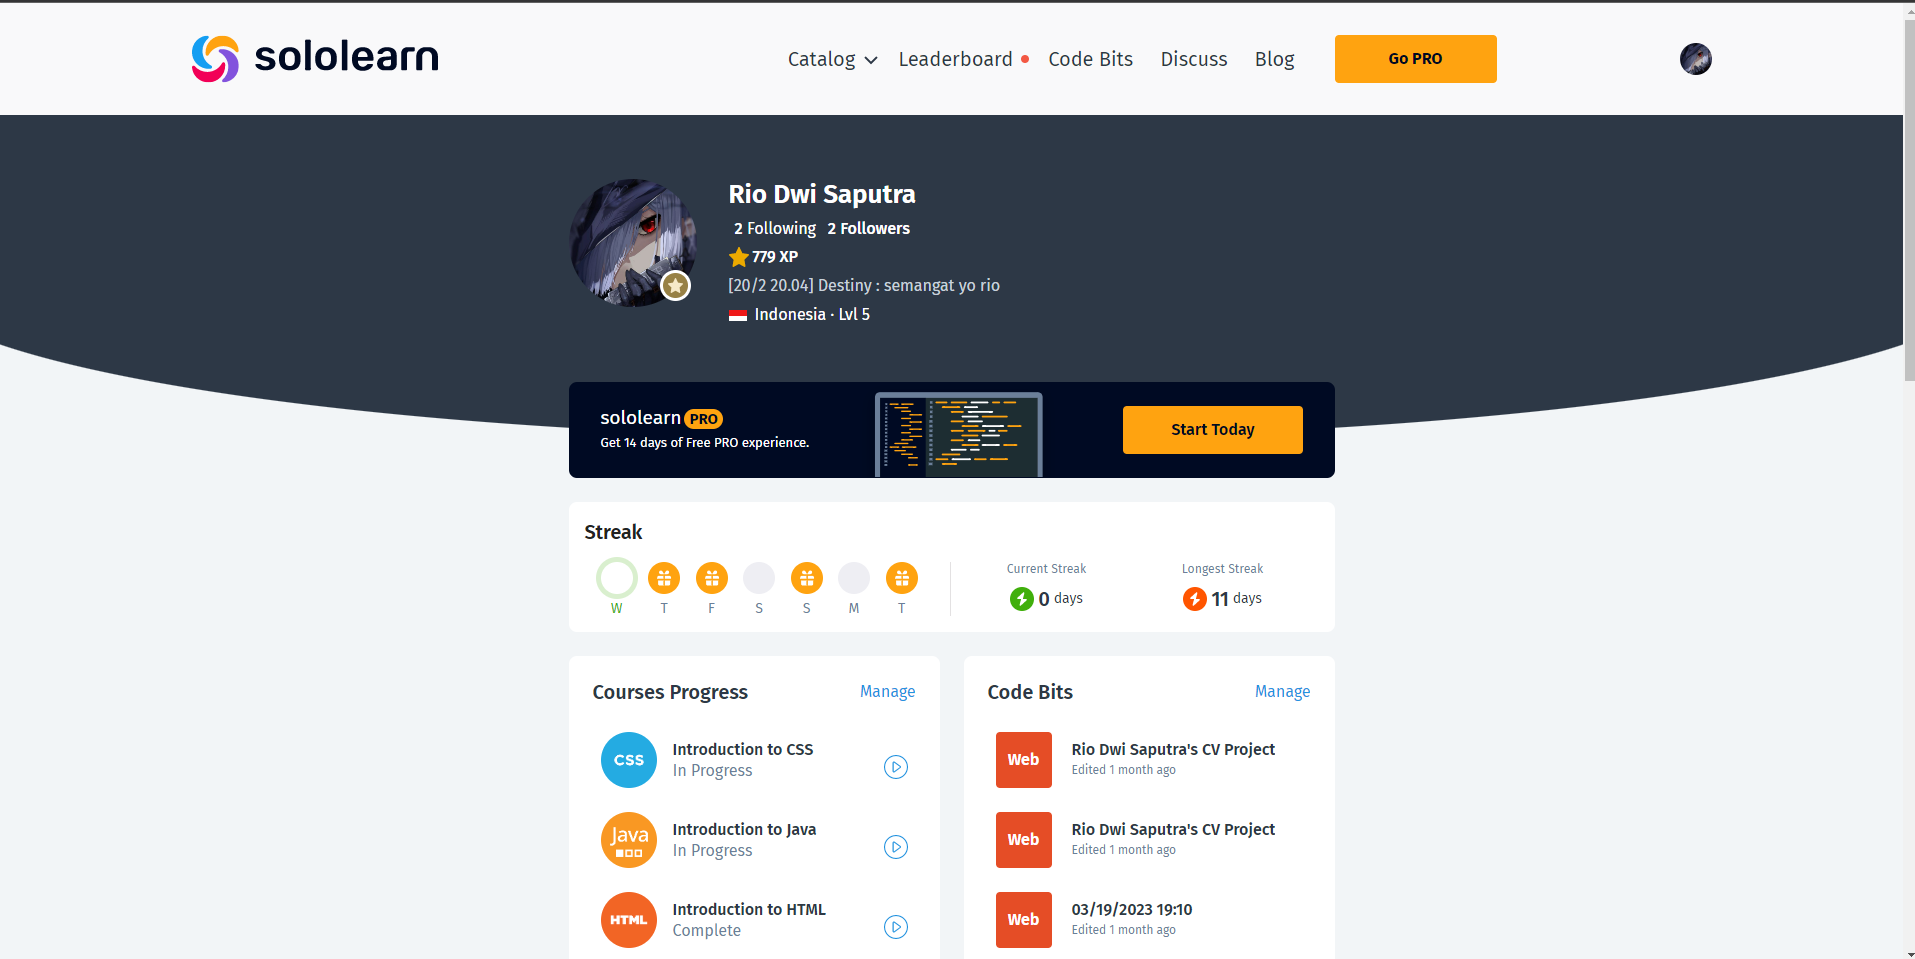 sololearn
Catalog
Leaderboard
Code Bits
Discuss
Blog
Go PRO
Rio Dwi Saputra
2 Following 2 Followers
779 XP
[20/2 20.04] Destiny : semangat yo rio
Indonesia · Lvl 5
sololearn PRO
Get 14 days of Free PRO experience.
Start Today
Streak
W T F S S M T
Current Streak
0 days
Longest Streak
11 days
Courses Progress
Manage
CSS
Introduction to CSS
In Progress
Java
Introduction to Java
In Progress
HTML
Introduction to HTML
Complete
Code Bits
Manage
Web
Rio Dwi Saputra's CV Project
Edited 1 month ago
Web
Rio Dwi Saputra's CV Project
Edited 1 month ago
Web
03/19/2023 19:10
Edited 1 month ago